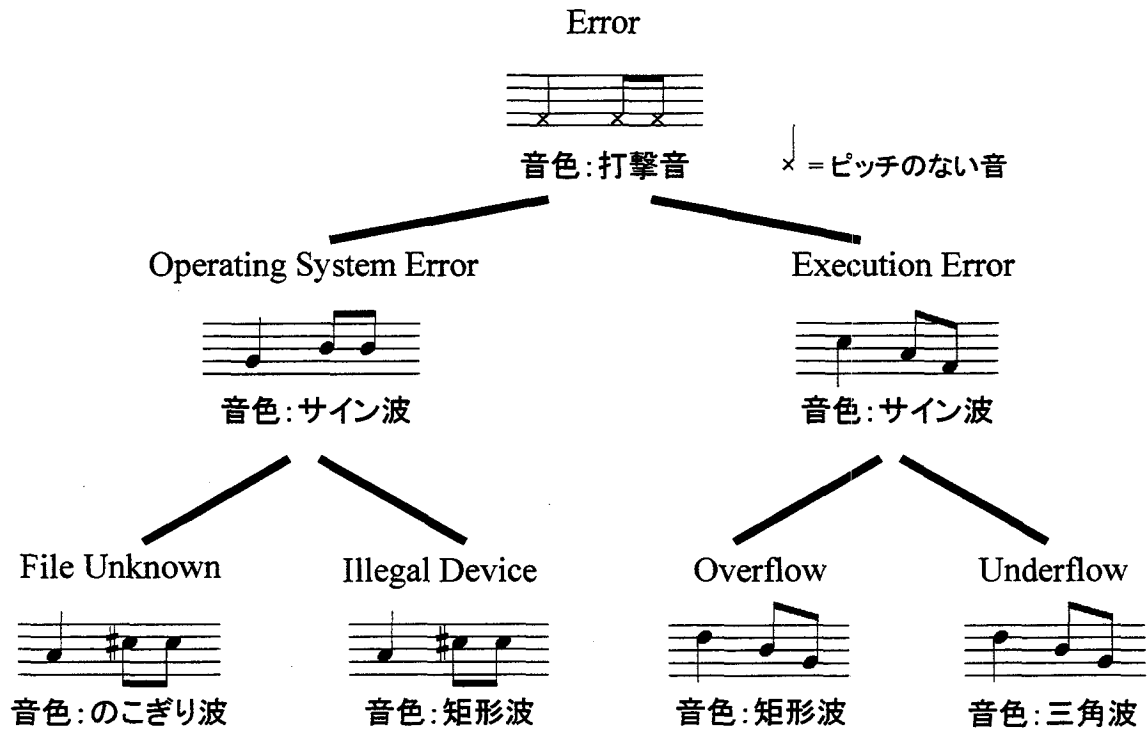 Error
音色:打撃音
× =ピッチのない音
Operating System Error
Execution Error
音色:サイン波
音色:サイン波
File Unknown
Illegal Device
Overflow
Underflow
音色:のこぎり波
音色:矩形波
音色:矩形波
音色:三角波